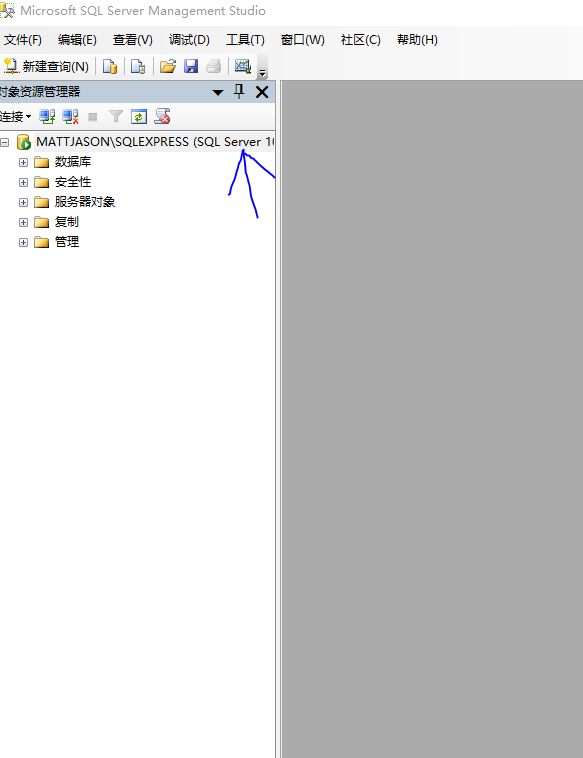 Microsoft SQL Server Management Studio
文件(F) 编辑(E) 查看(V) 调试(D) 工具(T) 窗口(W) 社区(C) 帮助(H)
新建查询(N)
对象资源管理器
连接
MATTJASON\SQLEXPRESS (SQL Server 10
数据库
安全性
服务器对象
复制
管理